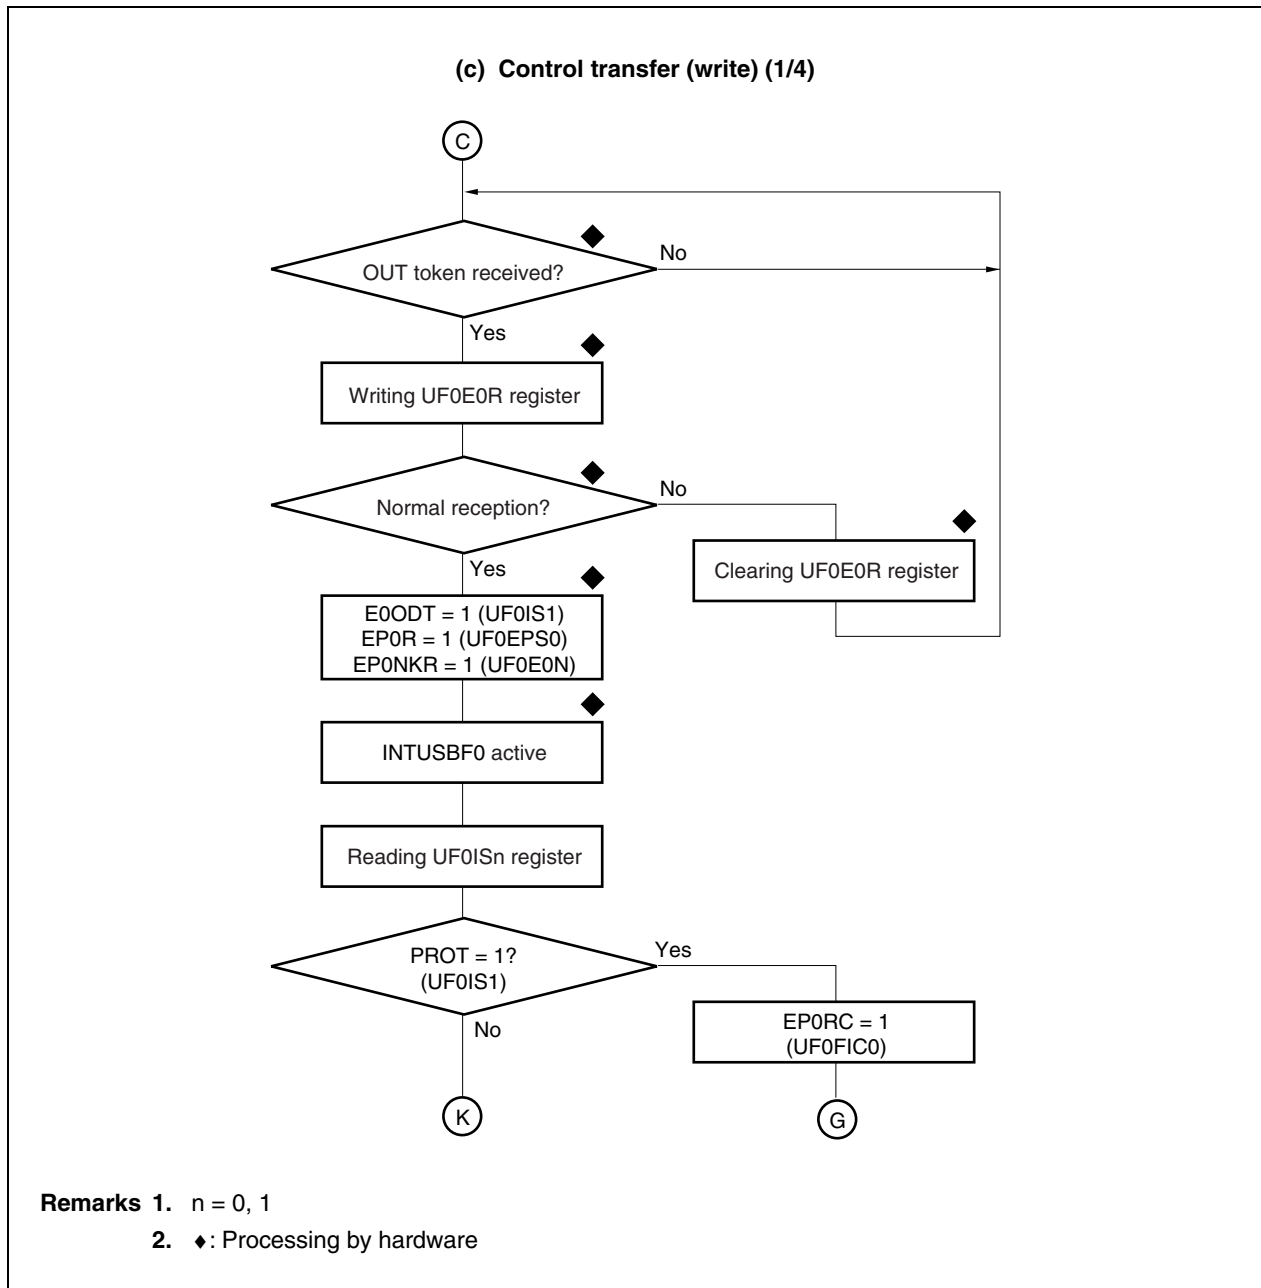 (c) Control transfer (write) (1/4)
C
OUT token received?
No
Yes
Writing UF0E0R register
Normal reception?
No
Yes
Clearing UF0E0R register
E0ODT = 1 (UF0IS1)
EP0R = 1 (UF0EPS0)
EP0NKR = 1 (UF0E0N)
INTUSBF0 active
Reading UF0ISn register
PROT = 1?
(UF0IS1)
Yes
No
EP0RC = 1
(UF0FIC0)
K
G
Remarks 1. n = 0, 1
2. ♦: Processing by hardware